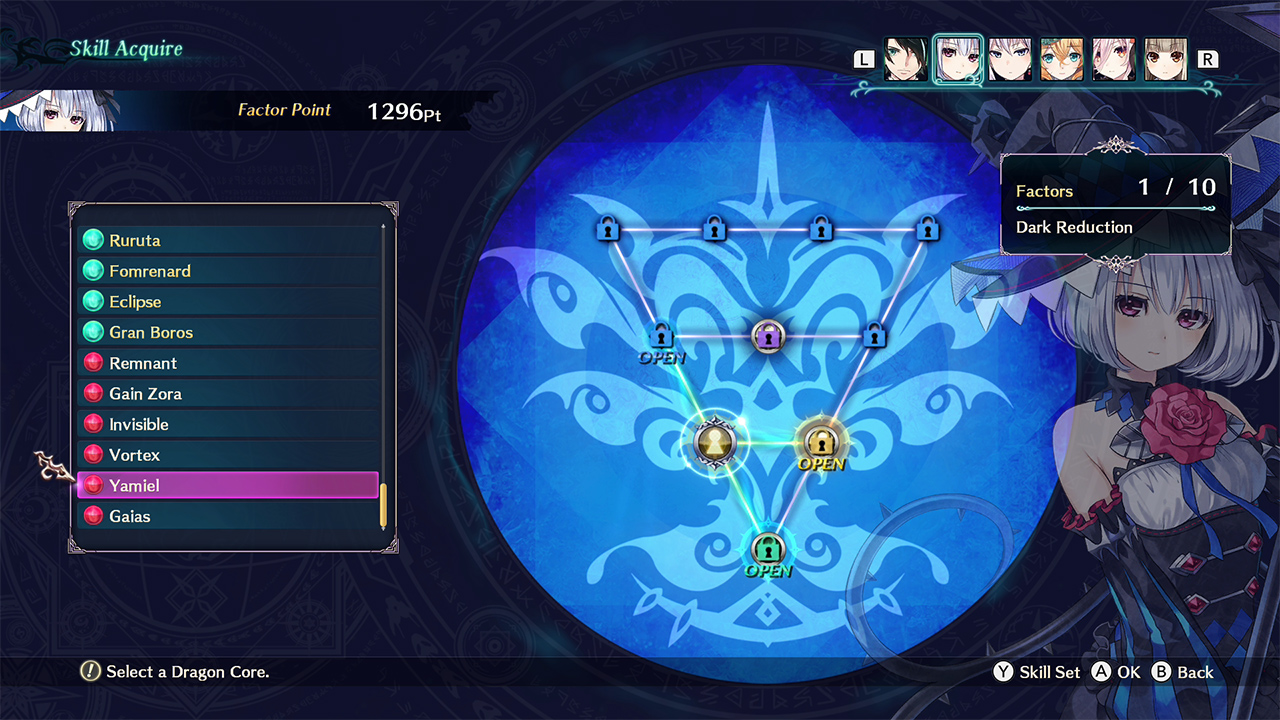 Skill Acquire
L
R
Factor Point 1296Pt
Factors 1 / 10
Dark Reduction
Ruruta
Fomrenard
Eclipse
Gran Boros
Remnant
Gain Zora
Invisible
Vortex
Yamiel
Gaias
OPEN
OPEN
OPEN
! Select a Dragon Core.
Y Skill Set A OK B Back